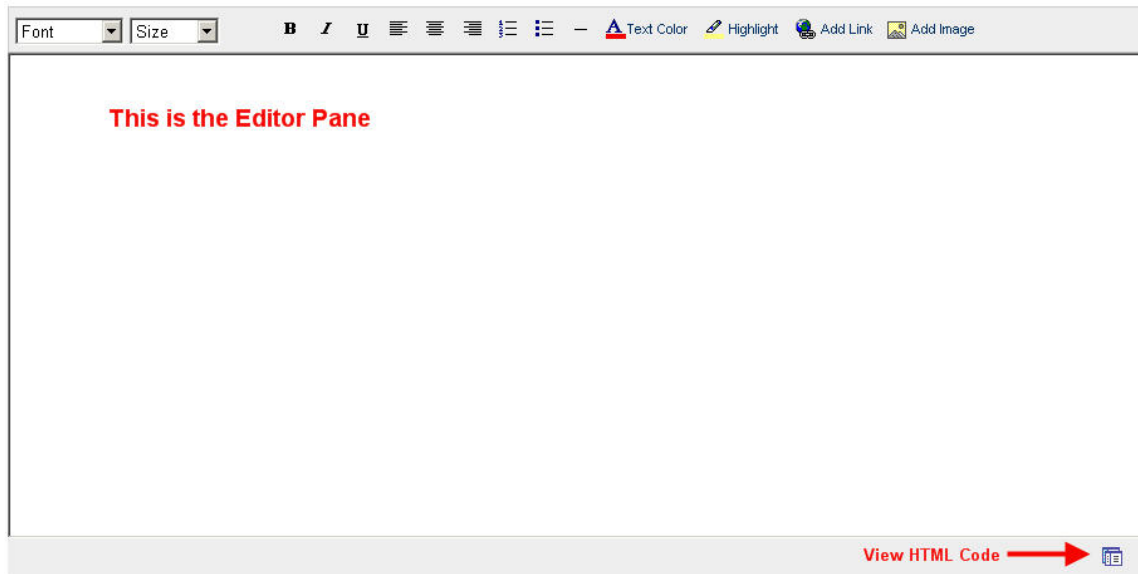 Font Size B I U Text Color Highlight Add Link Add Image
This is the Editor Pane
View HTML Code